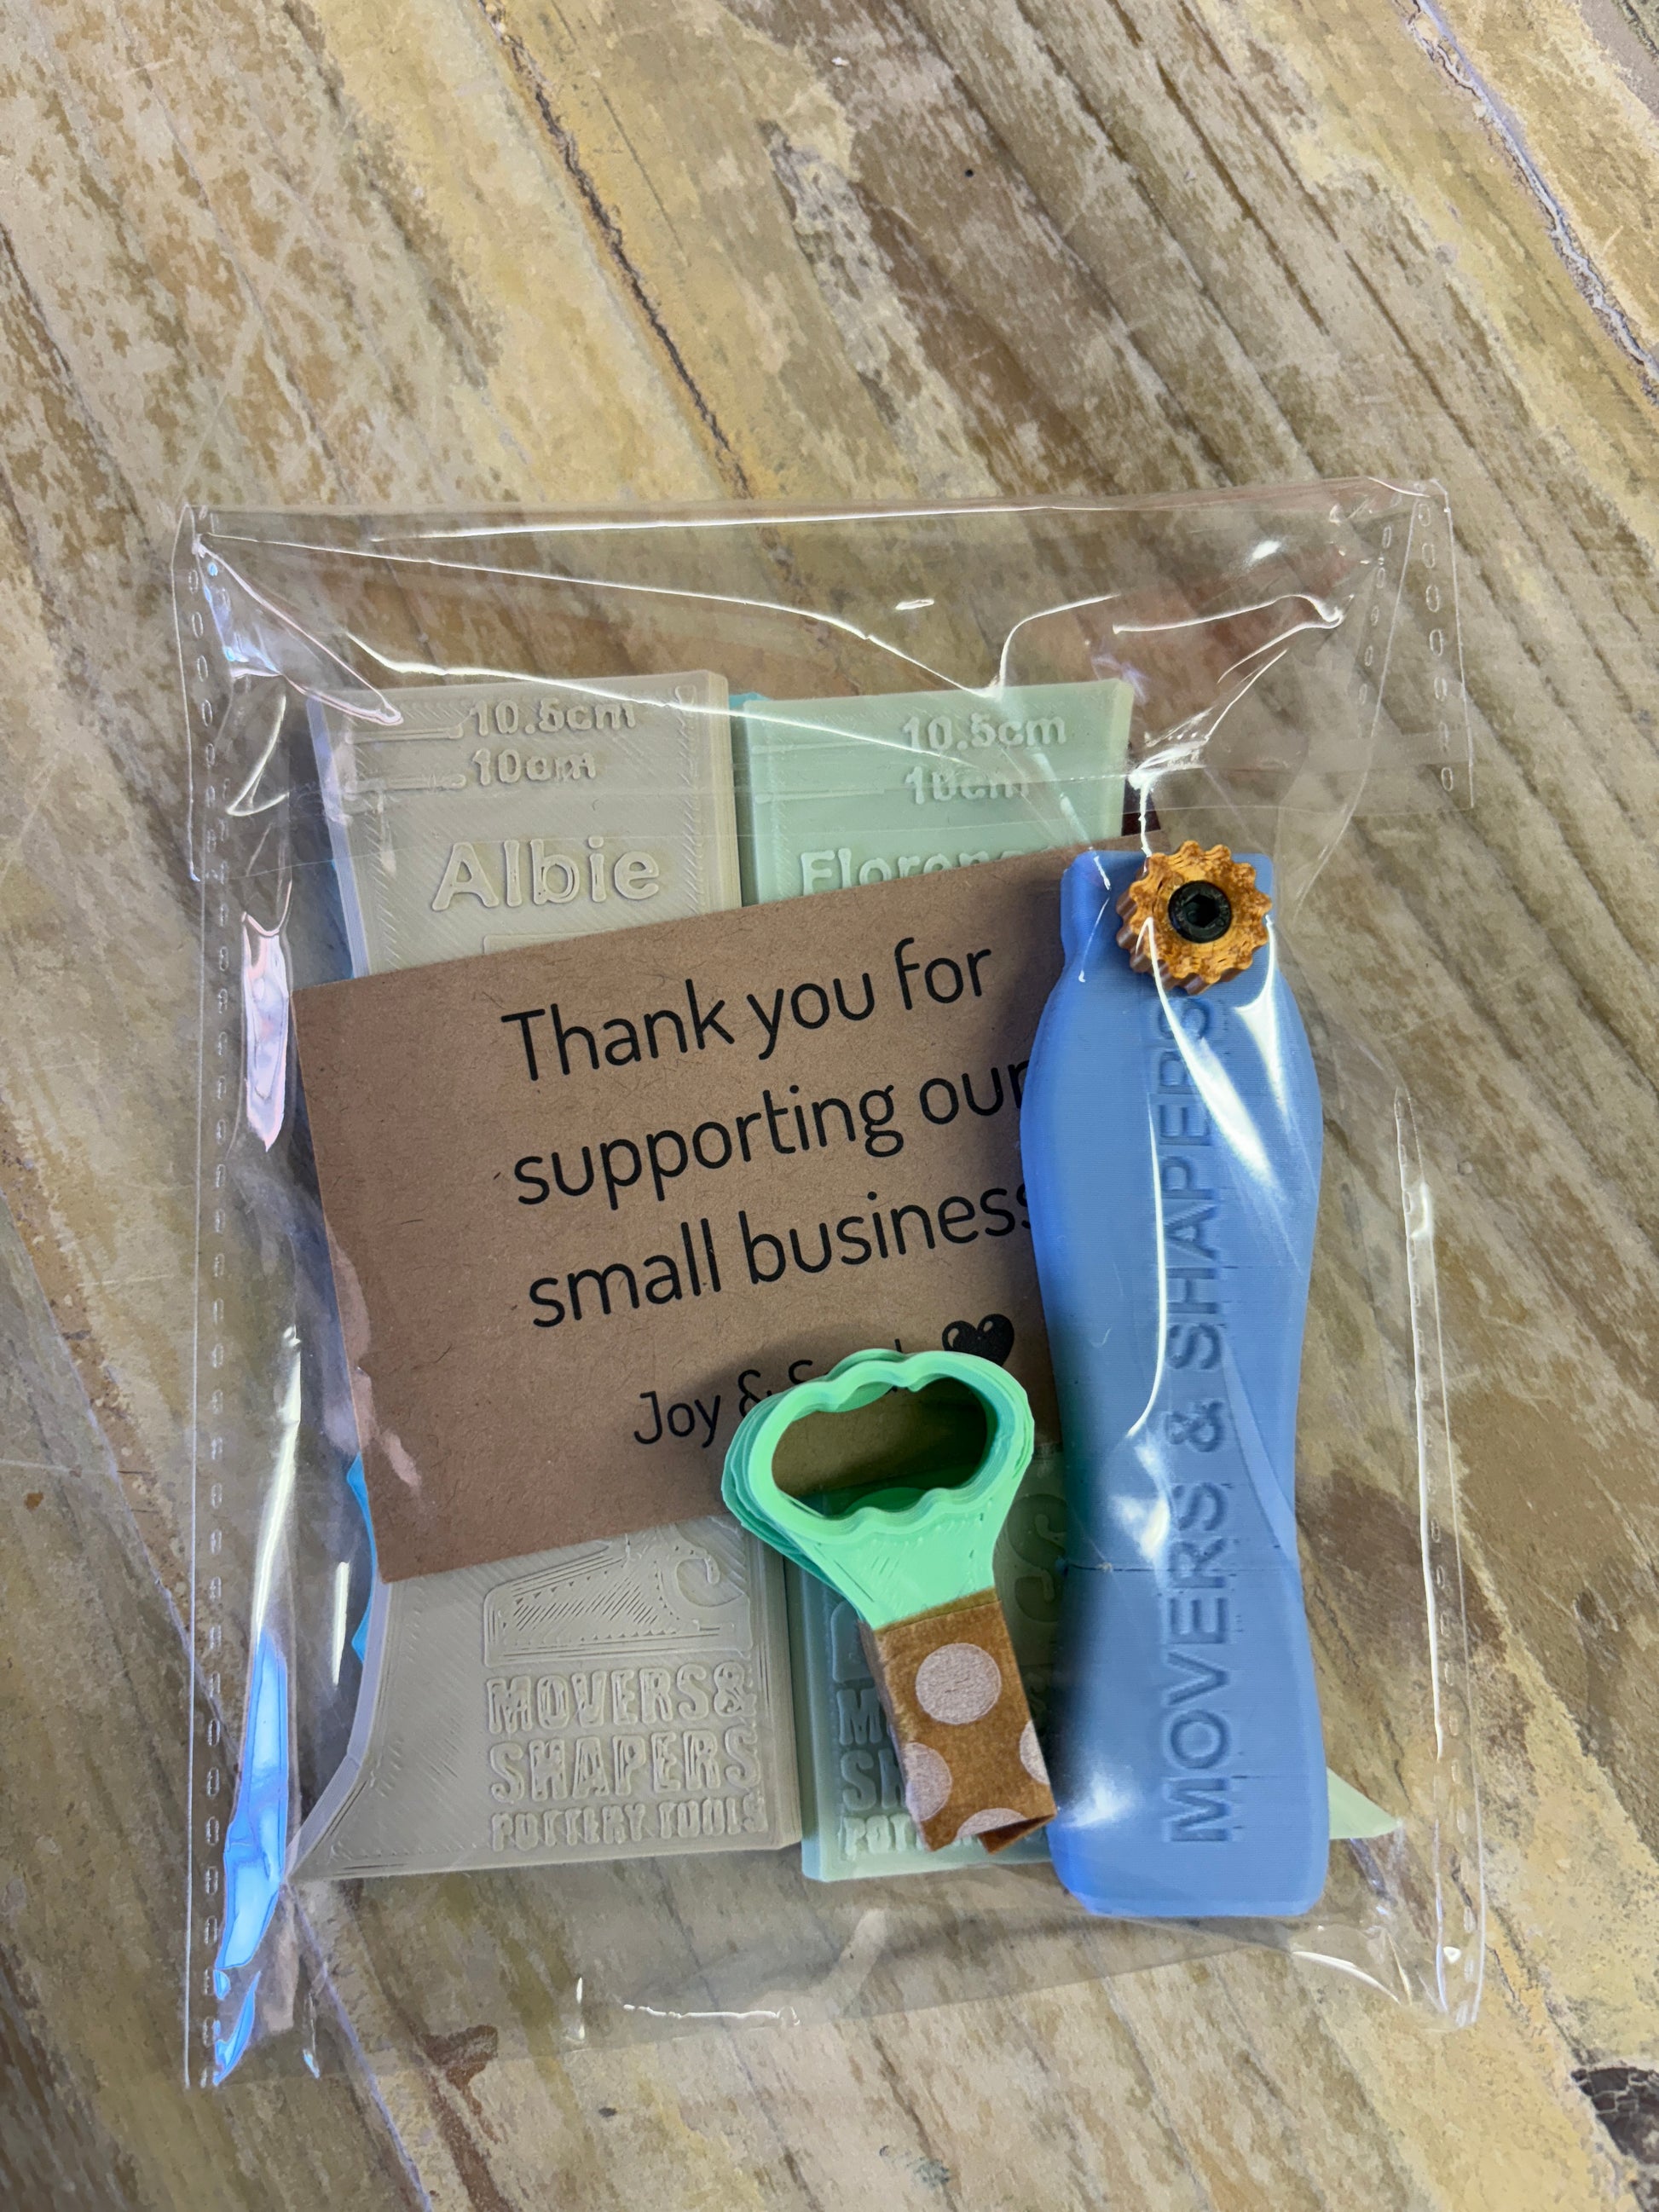 10.5cm
10cm
Albie
10.5cm
10cm
Thank you for
supporting our
small business
Joy &
MOVERS & SHAPERS
MOVERS&
SHAPERS
POTTERY TOOLS